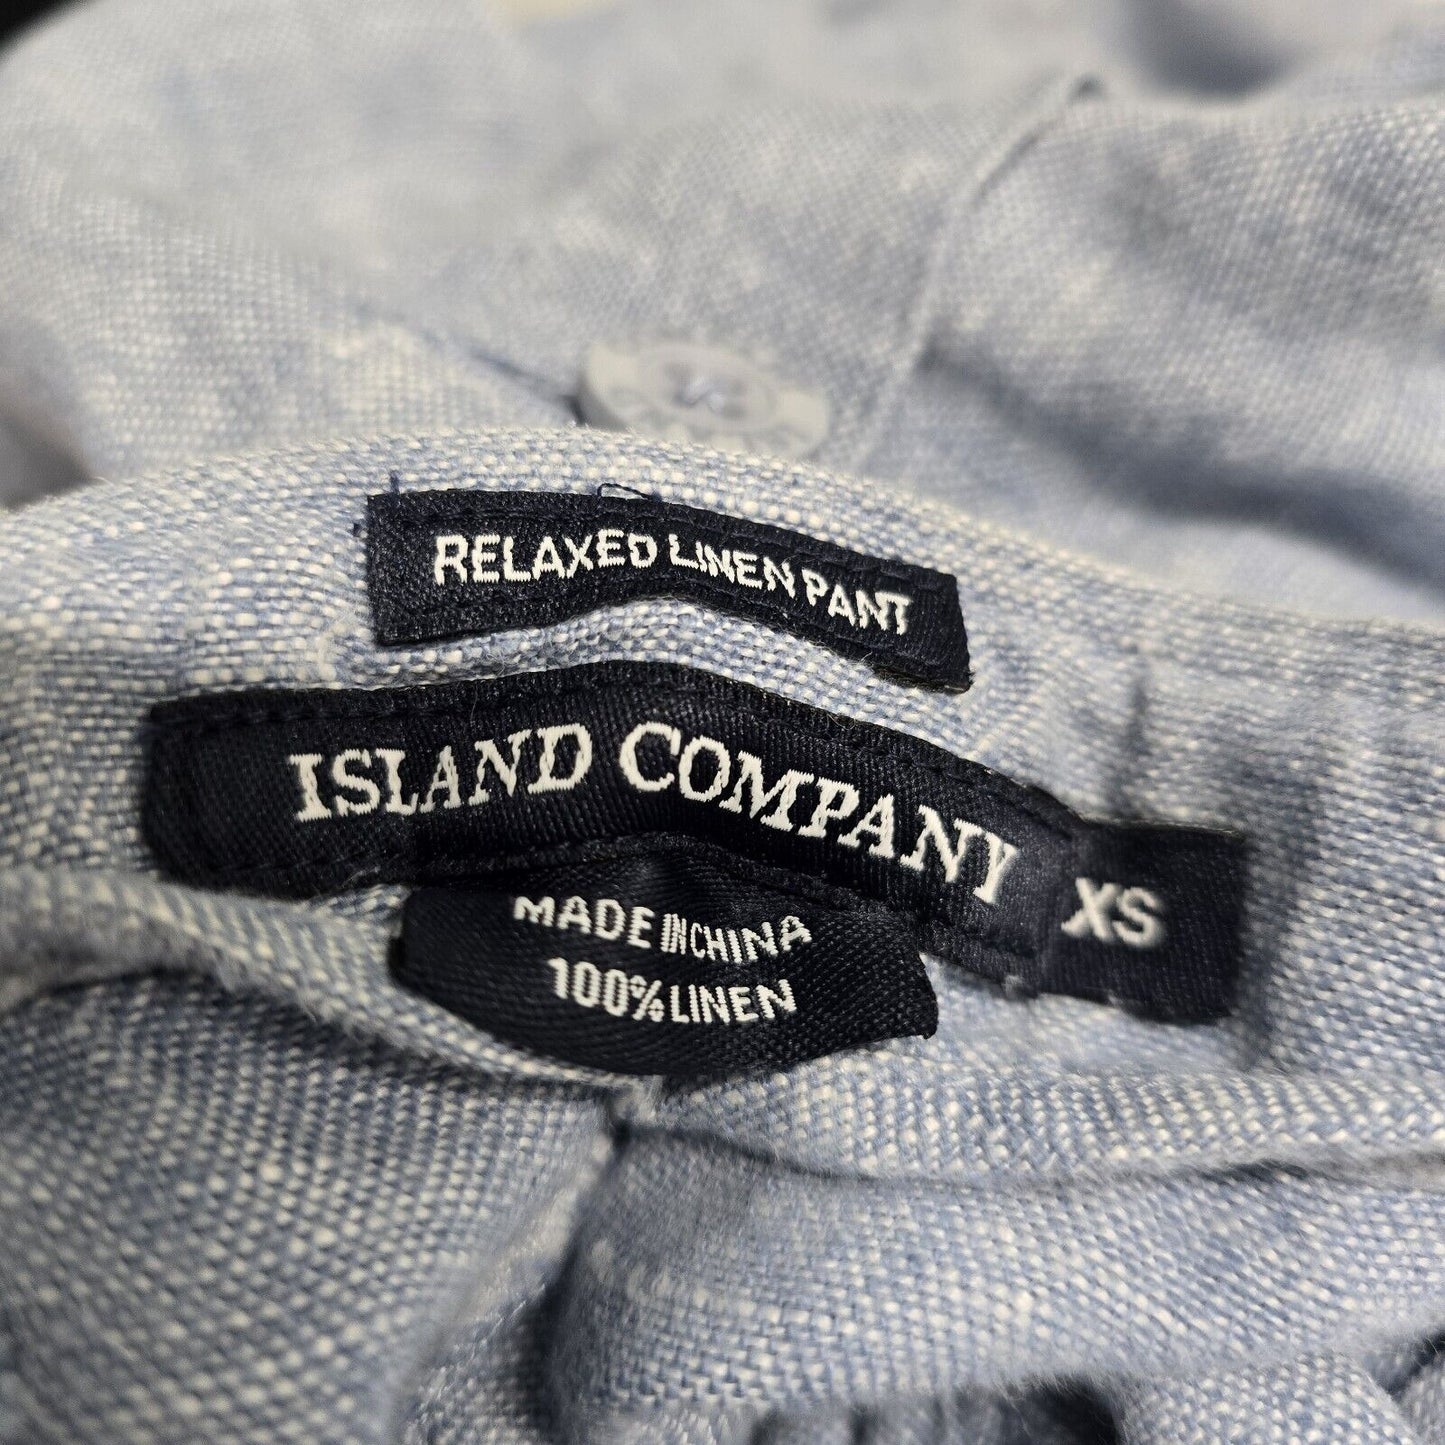 RELAXED LINEN PANT
ISLAND COMPANY
XS
MADE IN CHINA
100% LINEN